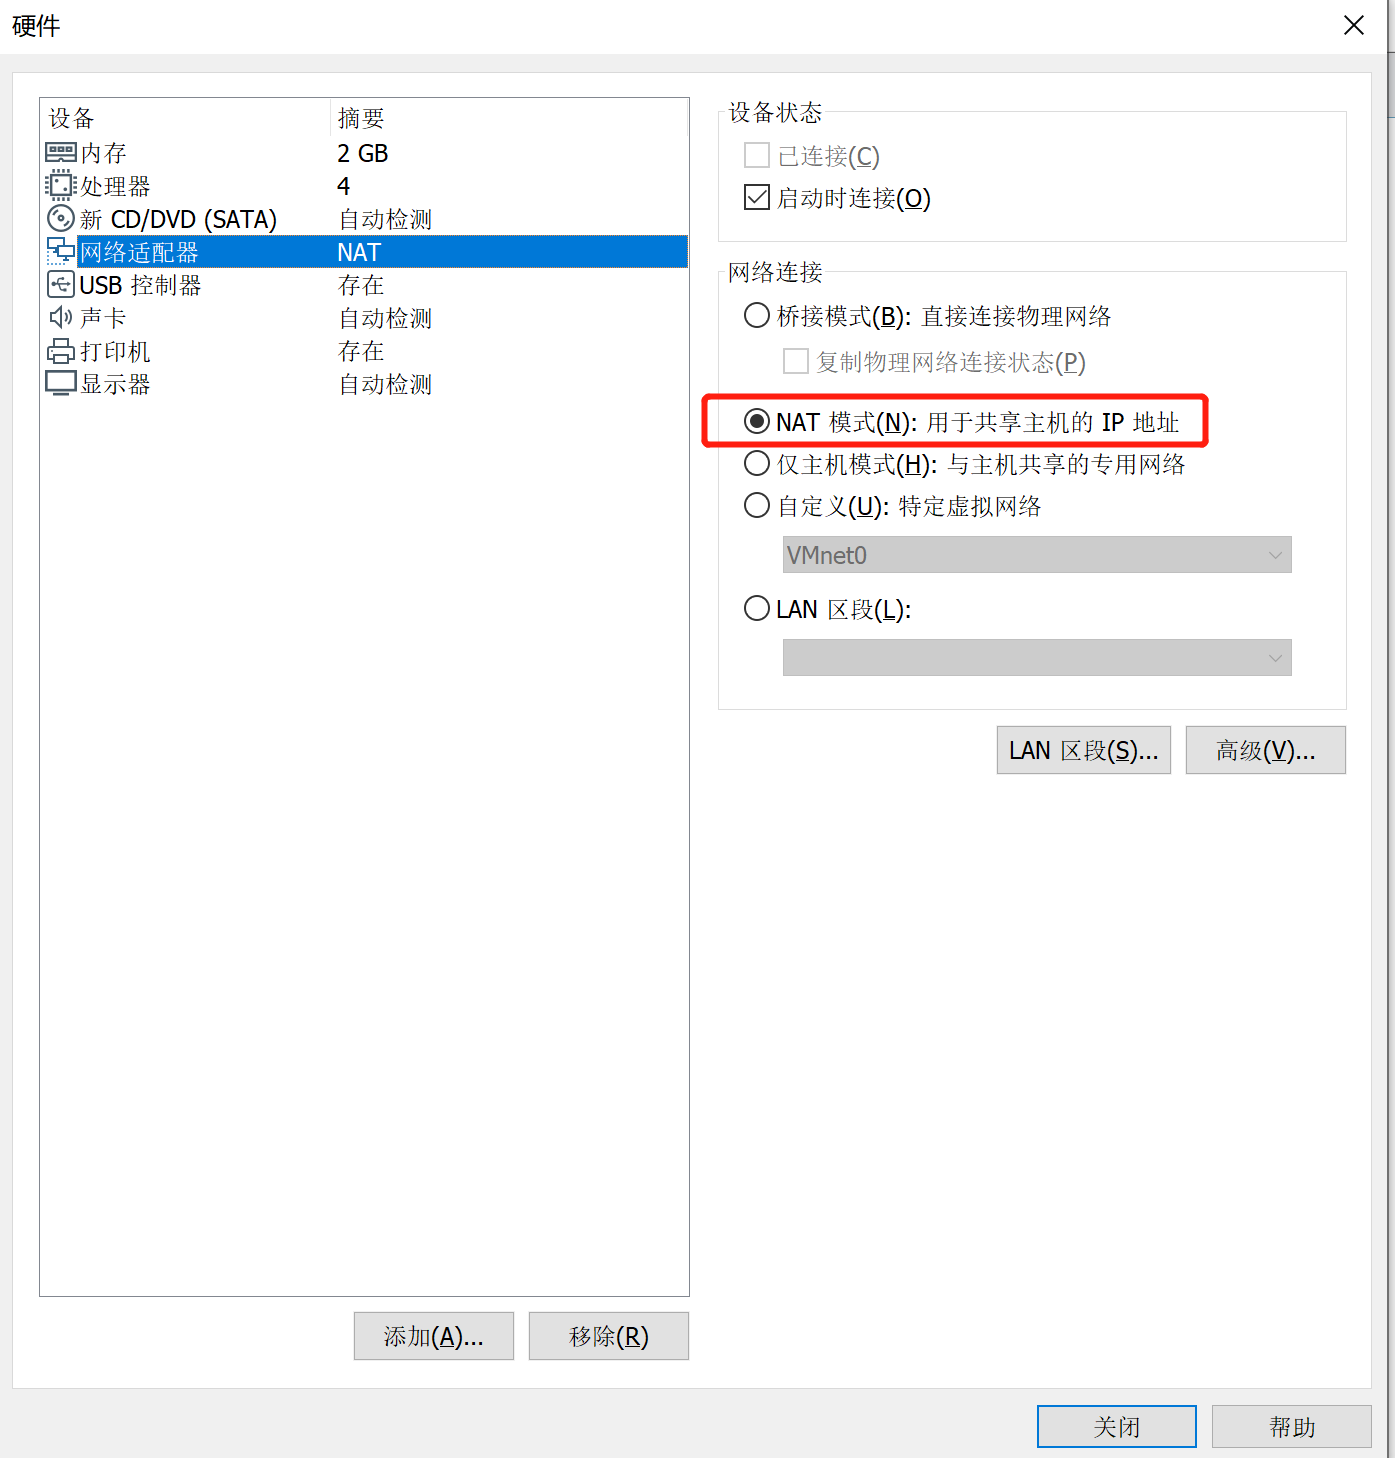 硬件
设备 摘要
内存 2 GB
处理器 4
新 CD/DVD (SATA) 自动检测
网络适配器 NAT
USB 控制器 存在
声卡 自动检测
打印机 存在
显示器 自动检测
添加(A)... 移除(R)
设备状态
已连接(C)
启动时连接(O)
网络连接
桥接模式(B): 直接连接物理网络
复制物理网络连接状态(P)
NAT 模式(N): 用于共享主机的 IP 地址
仅主机模式(H): 与主机共享的专用网络
自定义(U): 特定虚拟网络
VMnet0
LAN 区段(L):
LAN 区段(S)... 高级(V)...
关闭 帮助